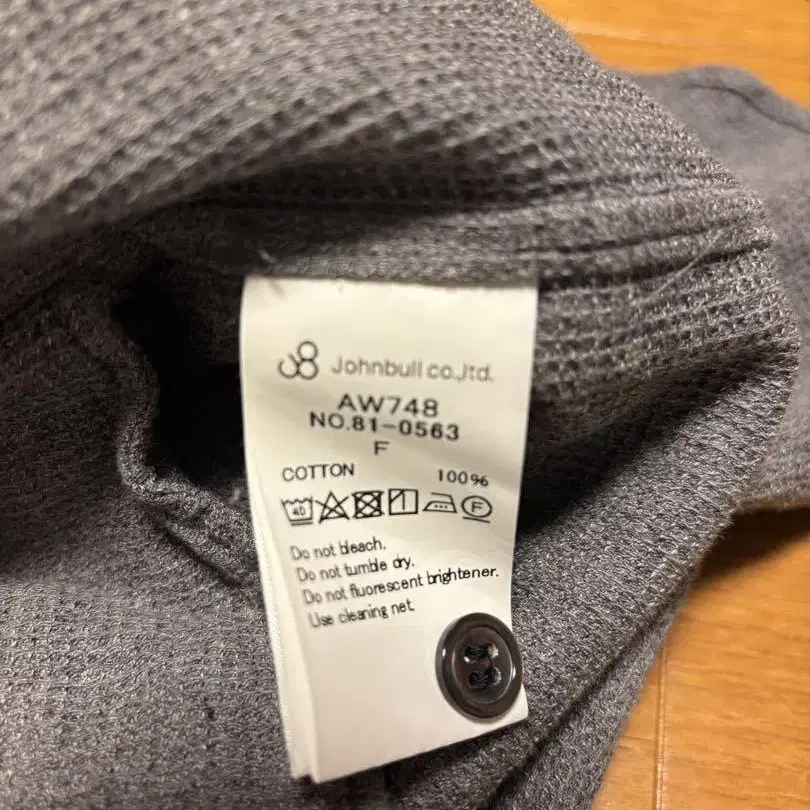 Johnbull co.,ltd.
AW748
NO.81-0563
F
COTTON 100%
40 F
Do not bleach.
Do not tumble dry.
Do not fluorescent brightener.
Use cleaning net.